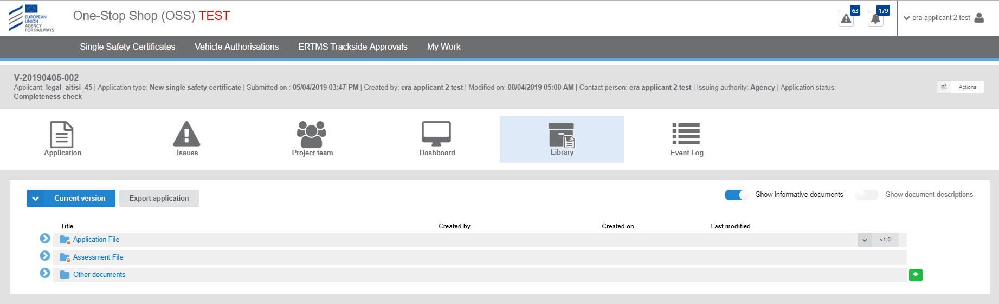 EUROPEAN
UNION
AGENCY
FOR RAILWAYS
One-Stop Shop (OSS) TEST
63
179
era applicant 2 test
Single Safety Certificates
Vehicle Authorisations
ERTMS Trackside Approvals
My Work
V-20190405-002
Applicant: legal_aitisi_45 | Application type: New single safety certificate | Submitted on : 05/04/2019 03:47 PM | Created by: era applicant 2 test | Modified on: 08/04/2019 05:00 AM | Contact person: era applicant 2 test | Issuing authority: Agency | Application status:
Completeness check
Actions
Application
Issues
Project team
Dashboard
Library
Event Log
Current version
Export application
Show informative documents
Show document descriptions
Title
Created by
Created on
Last modified
Application File
v1.0
Assessment File
Other documents